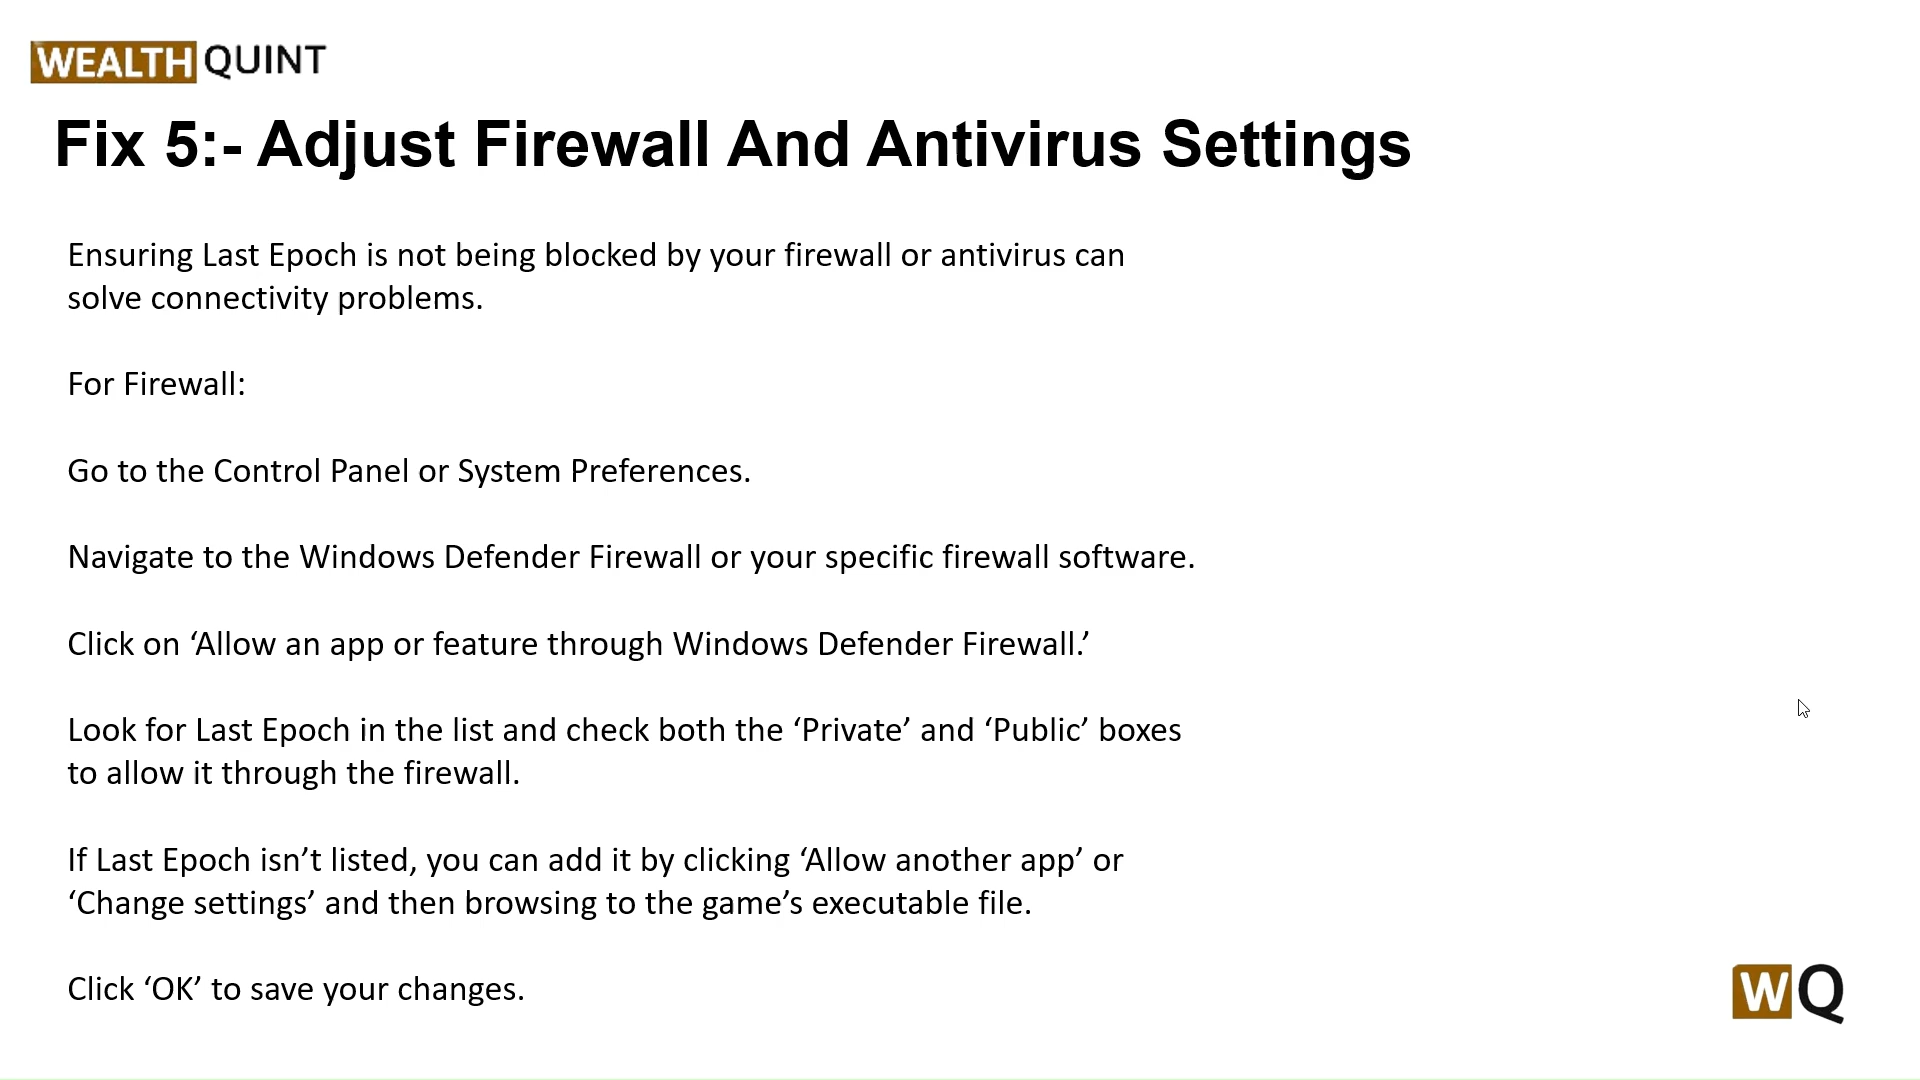 WEALTH QUINT
Fix 5:- Adjust Firewall And Antivirus Settings
Ensuring Last Epoch is not being blocked by your firewall or antivirus can
solve connectivity problems.
For Firewall:
Go to the Control Panel or System Preferences.
Navigate to the Windows Defender Firewall or your specific firewall software.
Click on ‘Allow an app or feature through Windows Defender Firewall.’
Look for Last Epoch in the list and check both the ‘Private’ and ‘Public’ boxes
to allow it through the firewall.
If Last Epoch isn’t listed, you can add it by clicking ‘Allow another app’ or
‘Change settings’ and then browsing to the game’s executable file.
Click ‘OK’ to save your changes.
WQ